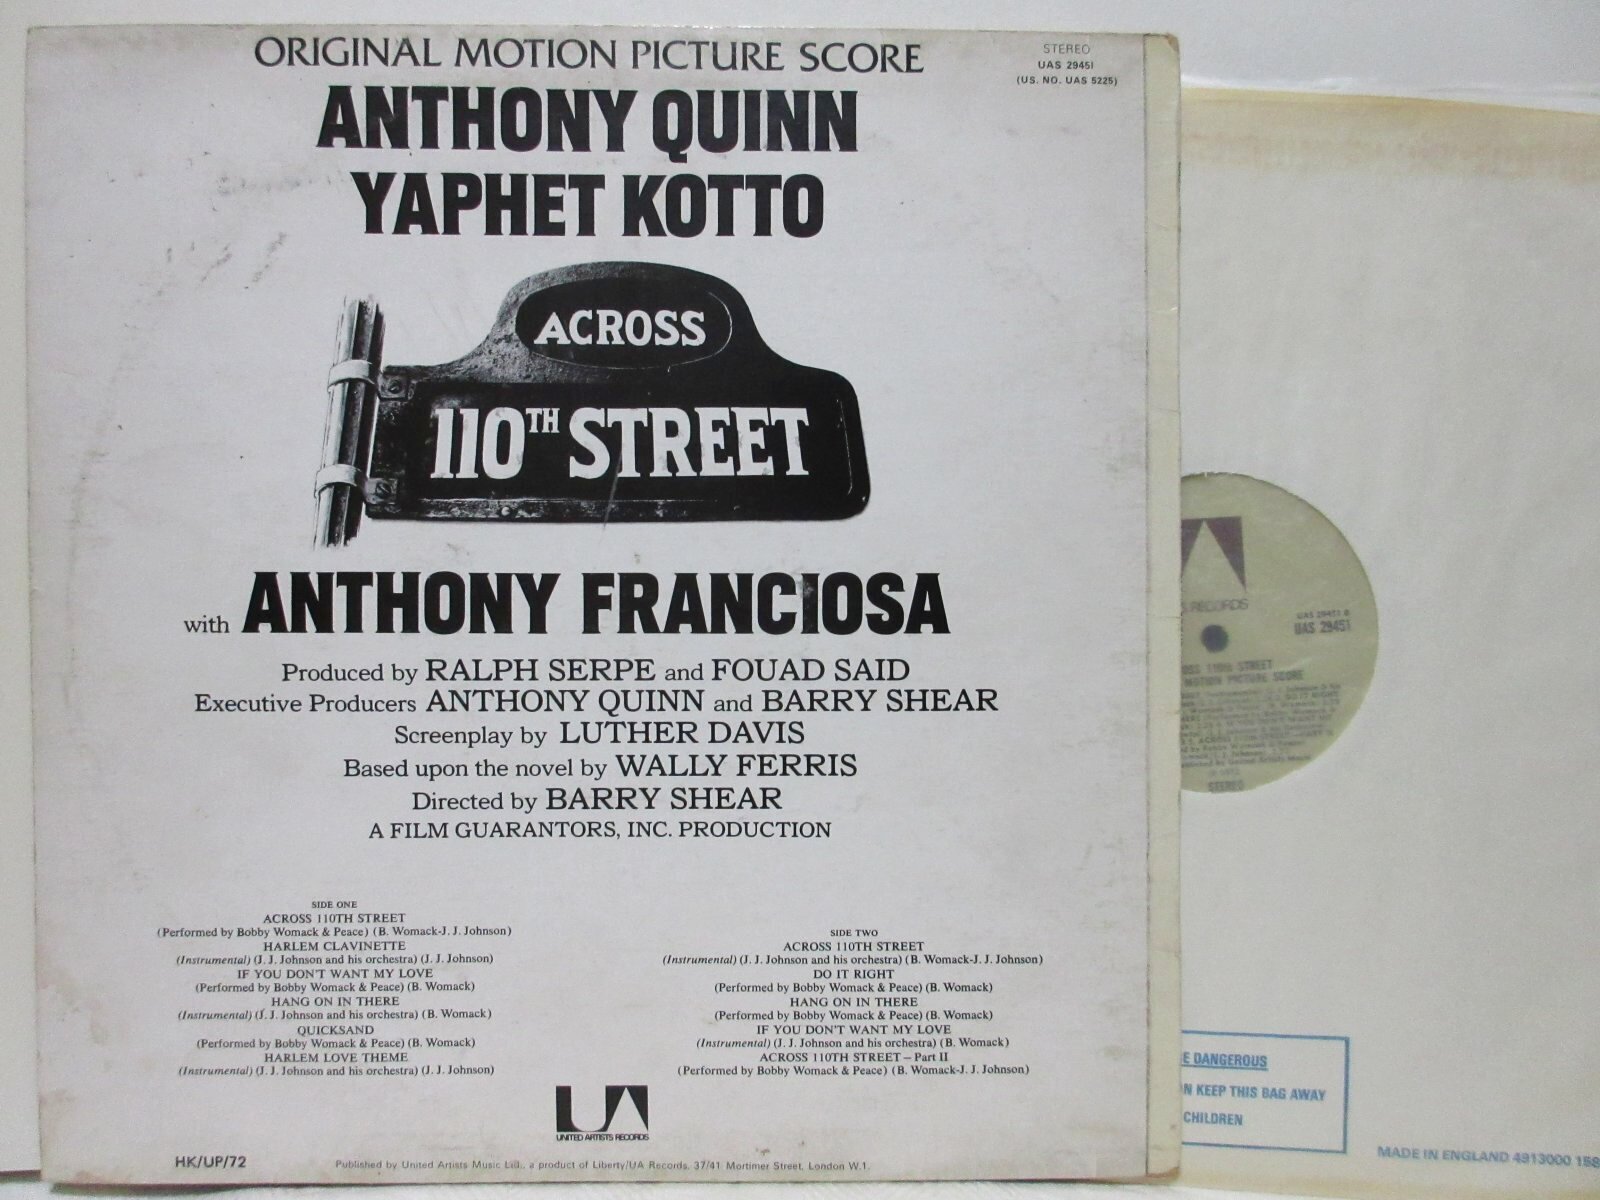 ORIGINAL MOTION PICTURE SCORE
STEREO
UAS 29451
(US. NO. UAS 5225)
ANTHONY QUINN
YAPHET KOTTO
ACROSS
110TH STREET
with ANTHONY FRANCIOSA
Produced by RALPH SERPE and FOUAD SAID
Executive Producers ANTHONY QUINN and BARRY SHEAR
Screenplay by LUTHER DAVIS
Based upon the novel by WALLY FERRIS
Directed by BARRY SHEAR
A FILM GUARANTORS, INC. PRODUCTION
SIDE ONE
ACROSS 110TH STREET
(Performed by Bobby Womack & Peace) (B. Womack-J. J. Johnson)
HARLEM CLAVINETTE
(Instrumental) (J. J. Johnson and his orchestra) (J. J. Johnson)
IF YOU DON'T WANT MY LOVE
(Performed by Bobby Womack & Peace) (B. Womack)
HANG ON IN THERE
(Instrumental) (J. J. Johnson and his orchestra) (B. Womack)
QUICKSAND
(Performed by Bobby Womack & Peace) (B. Womack)
HARLEM LOVE THEME
(Instrumental) (J. J. Johnson and his orchestra) (J. J. Johnson)
SIDE TWO
ACROSS 110TH STREET
(Instrumental) (J. J. Johnson and his orchestra) (B. Womack-J. J. Johnson)
DO IT RIGHT
(Performed by Bobby Womack & Peace) (B. Womack)
HANG ON IN THERE
(Performed by Bobby Womack & Peace) (B. Womack)
IF YOU DON'T WANT MY LOVE
(Instrumental) (J. J. Johnson and his orchestra) (B. Womack)
ACROSS 110TH STREET – Part II
(Performed by Bobby Womack & Peace) (B. Womack-J. J. Johnson)
UA
UNITED ARTISTS RECORDS
HK/UP/72
Published by United Artists Music Ltd., a product of Liberty/UA Records, 37/41 Mortimer Street, London W.1.
RECORDS
UAS 29451 B
UAS 29451
110th STREET
MOTION PICTURE SCORE
STEREO
E DANGEROUS
N KEEP THIS BAG AWAY
CHILDREN
MADE IN ENGLAND 4913000 158